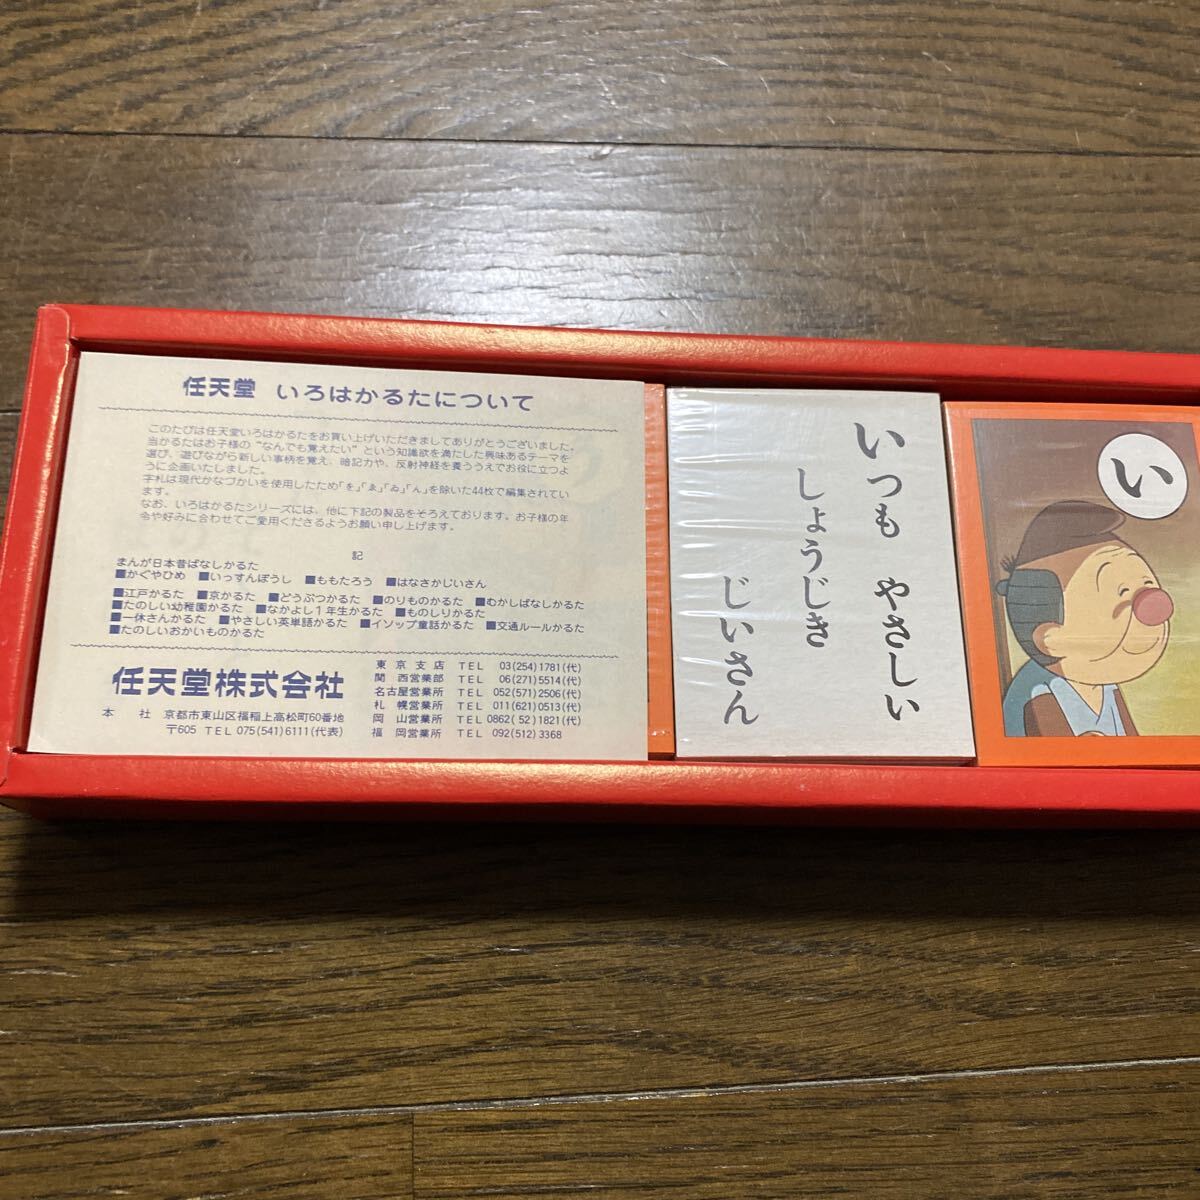 任天堂 いろはかるたについて
このたびは任天堂いろはかるたをお買い上げいただきましてありがとうございました。
当かるたはお子様の"なんでも覚えたい"という知識欲を満たした興味あるテーマを
選び、遊びながら新しい事柄を覚え、暗記力や、反射神経を養ううえでお役に立つよ
うに企画いたしました。
字札は現代かなづかいを使用したため「を」「ゑ」「ゐ」「ん」を除いた44枚で編集されてい
ます。
なお、いろはかるたシリーズには、他に下記の製品をそろえております。お子様の年
令や好みに合わせてご愛用くださるようお願い申し上げます。
記
まんが日本昔ばなしかるた
■かぐやひめ ■いっすんぼうし ■ももたろう ■はなさかじいさん
■江戸かるた ■京かるた ■どうぶつかるた ■のりものかるた ■むかしばなしかるた
■たのしい幼稚園かるた ■なかよし1年生かるた ■ものしりかるた
■一休さんかるた ■やさしい英単語かるた ■イソップ童話かるた ■交通ルールかるた
■たのしいおかいものかるた
任天堂株式会社
本 社 京都市東山区福稲上高松町60番地
〒605 TEL 075(541)6111(代表)
東京支店 TEL 03(254)1781(代)
関西営業部 TEL 06(271)5514(代)
名古屋営業所 TEL 052(571)2506(代)
札幌営業所 TEL 011(621)0513(代)
岡山営業所 TEL 0862(52)1821(代)
福岡営業所 TEL 092(512)3368
いつも やさしい
しょうじき
じいさん
い